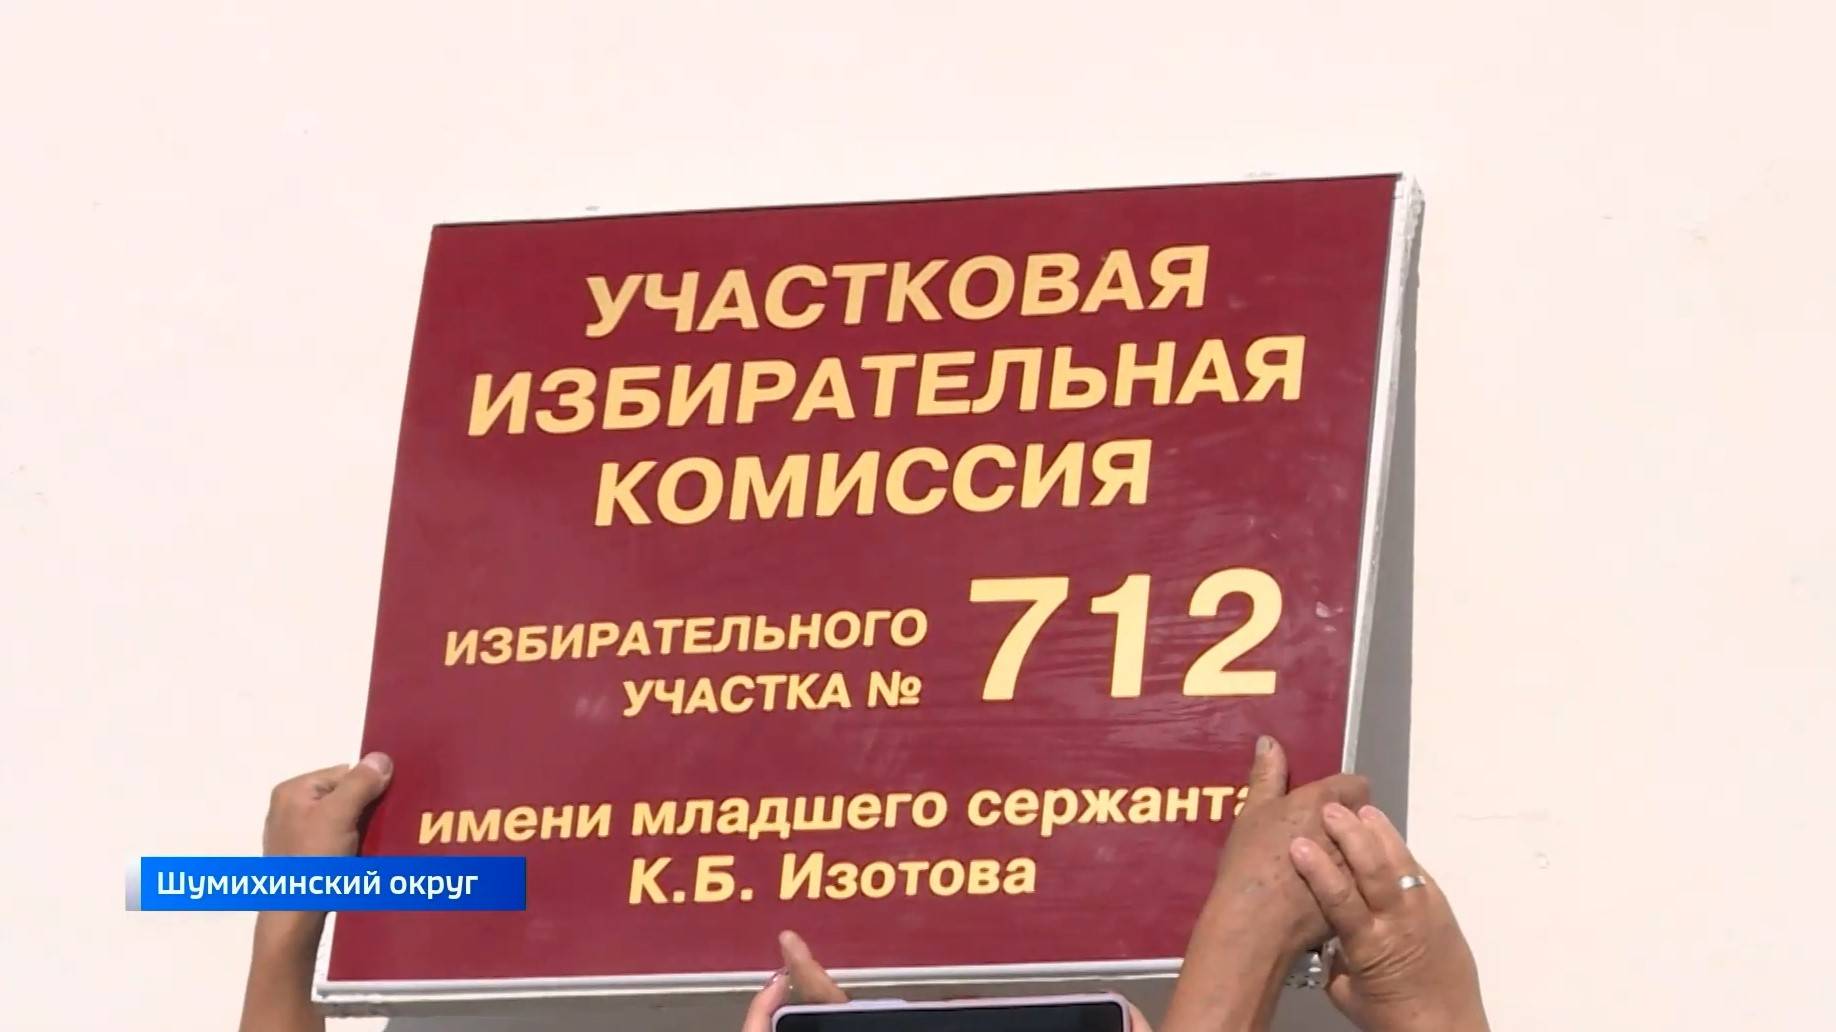 УЧАСТКОВАЯ
ИЗБИРАТЕЛЬНАЯ
КОМИССИЯ
ИЗБИРАТЕЛЬНОГО
УЧАСТКА № 712
имени младшего сержанта
К.Б. Изотова
Шумихинский округ